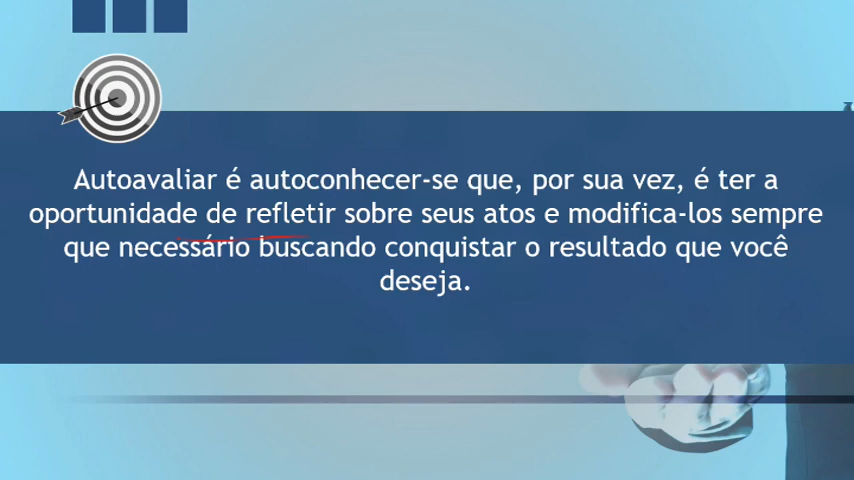 Autoavaliar é autoconhecer-se que, por sua vez, é ter a
oportunidade de refletir sobre seus atos e modifica-los sempre
que necessário buscando conquistar o resultado que você
deseja.